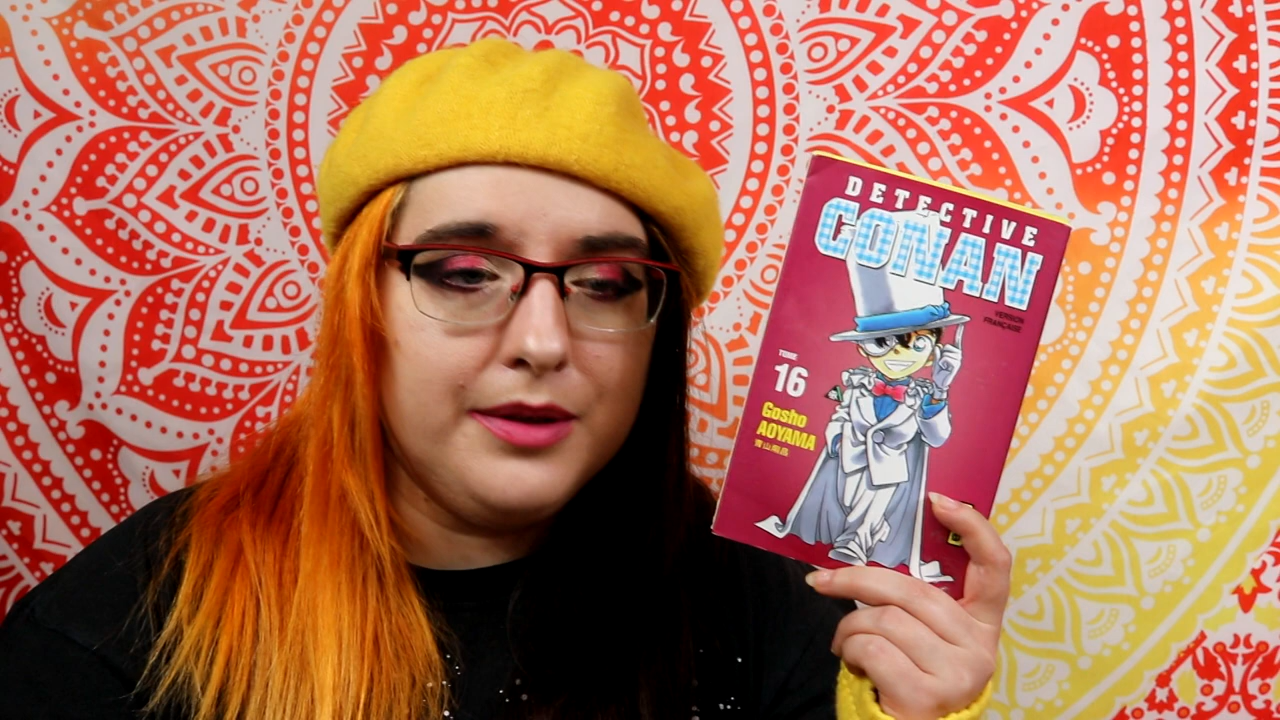 DETECTIVE
CONAN
VERSION
FRANÇAISE
TOME
16
Gosho
AOYAMA
青山剛昌